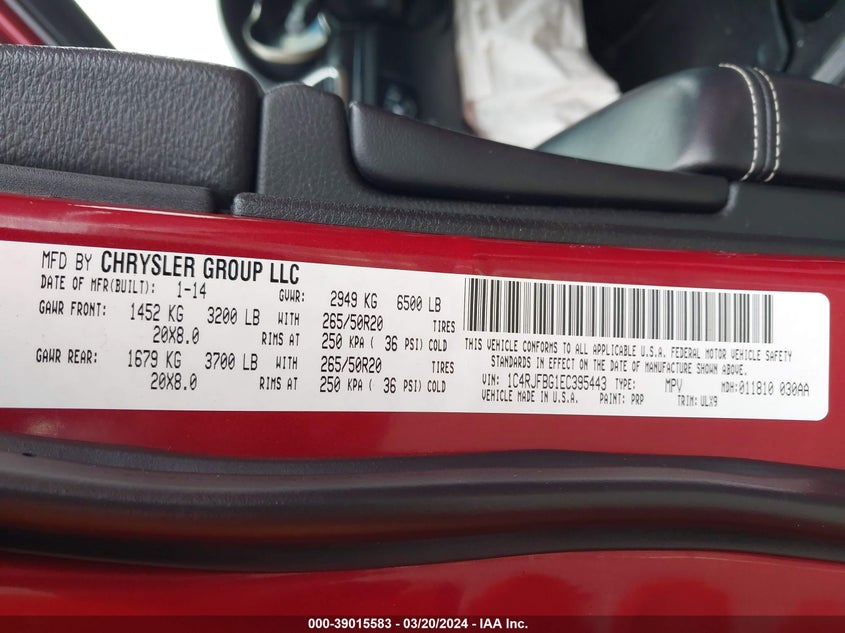 MFD BY CHRYSLER GROUP LLC
DATE OF MFR(BUILT): 1-14 GVWR: 2949 KG 6500 LB
GAWR FRONT: 1452 KG 3200 LB WITH 265/50R20 TIRES
20X8.0 RIMS AT 250 KPA ( 36 PSI) COLD
GAWR REAR: 1679 KG 3700 LB WITH 265/50R20 TIRES
20X8.0 RIMS AT 250 KPA ( 36 PSI) COLD
THIS VEHICLE CONFORMS TO ALL APPLICABLE U.S.A. FEDERAL MOTOR VEHICLE SAFETY
STANDARDS IN EFFECT ON THE DATE OF MANUFACTURE SHOWN ABOVE.
VIN: 1C4RJFBG1EC395443 TYPE: MPV MDH: 011810 030AA
VEHICLE MADE IN U.S.A. PAINT: PRP TRIM: VLX9
000-39015583 - 03/20/2024 - IAA Inc.